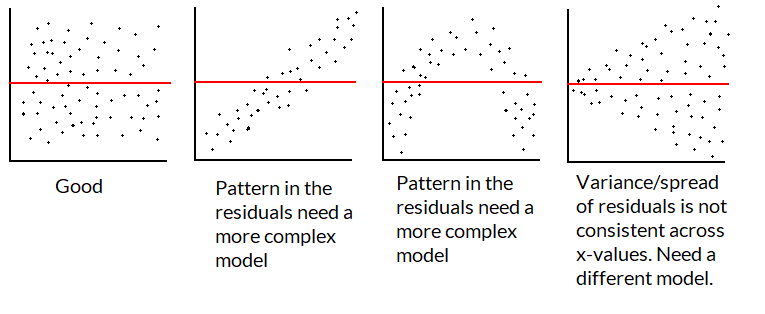 Good
Pattern in the
residuals need a
more complex
model
Pattern in the
residuals need a
more complex
model
Variance/spread
of residuals is not
consistent across
x-values. Need a
different model.